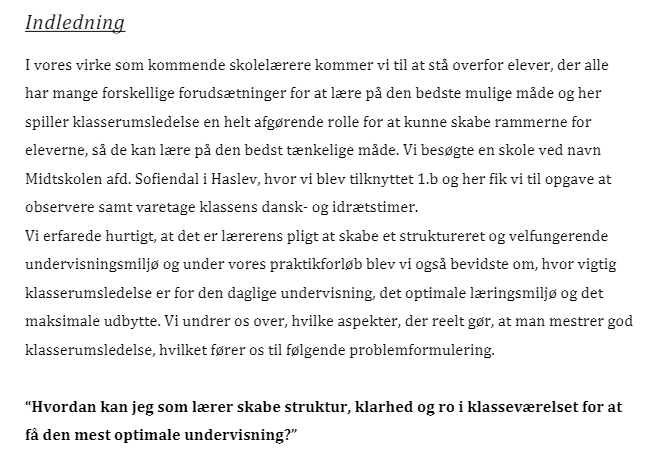 Indledning
I vores virke som kommende skolelærere kommer vi til at stå overfor elever, der alle
har mange forskellige forudsætninger for at lære på den bedste mulige måde og her
spiller klasserumsledelse en helt afgørende rolle for at kunne skabe rammerne for
eleverne, så de kan lære på den bedst tænkelige måde. Vi besøgte en skole ved navn
Midtskolen afd. Sofiendal i Haslev, hvor vi blev tilknyttet 1.b og her fik vi til opgave at
observere samt varetage klassens dansk- og idrætstimer.
Vi erfarede hurtigt, at det er lærerens pligt at skabe et struktureret og velfungerende
undervisningsmiljø og under vores praktikforløb blev vi også bevidste om, hvor vigtig
klasserumsledelse er for den daglige undervisning, det optimale læringsmiljø og det
maksimale udbytte. Vi undrer os over, hvilke aspekter, der reelt gør, at man mestrer god
klasserumsledelse, hvilket fører os til følgende problemformulering.
“Hvordan kan jeg som lærer skabe struktur, klarhed og ro i klasseværelset for at
få den mest optimale undervisning?”